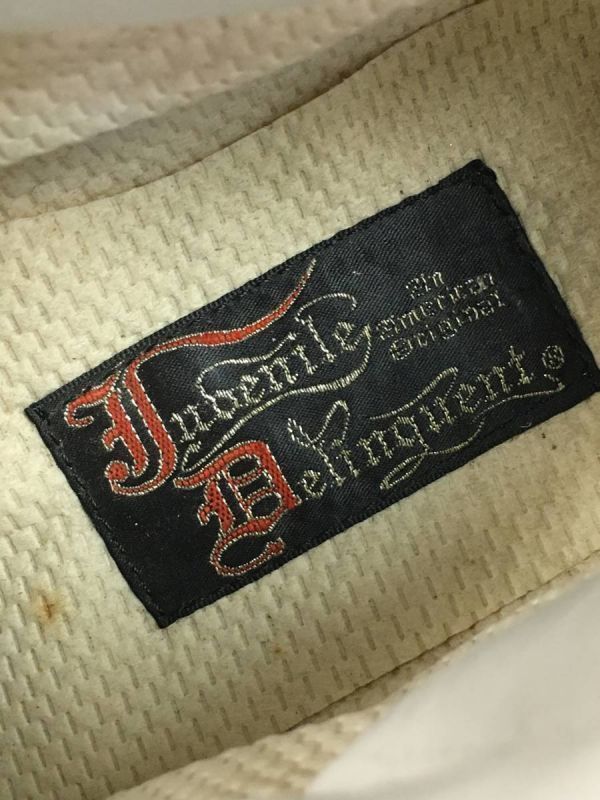 Juvenile
An
American
Original
Delinquent ®